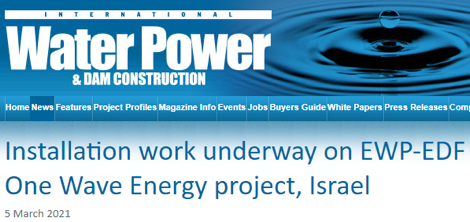 INTERNATIONAL
Water Power
& DAM CONSTRUCTION
Home News Features Project Profiles Magazine Info Events Jobs Buyers Guide White Papers Press Releases
Installation work underway on EWP-EDF
One Wave Energy project, Israel
5 March 2021